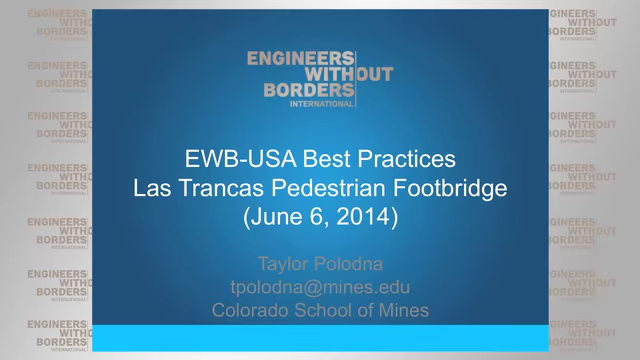 ENGINEERS
WITHOUT
BORDERS
INTERNATIONAL
EWB-USA Best Practices
Las Trancas Pedestrian Footbridge
(June 6, 2014)
Taylor Polodna
tpolodna@mines.edu
Colorado School of Mines